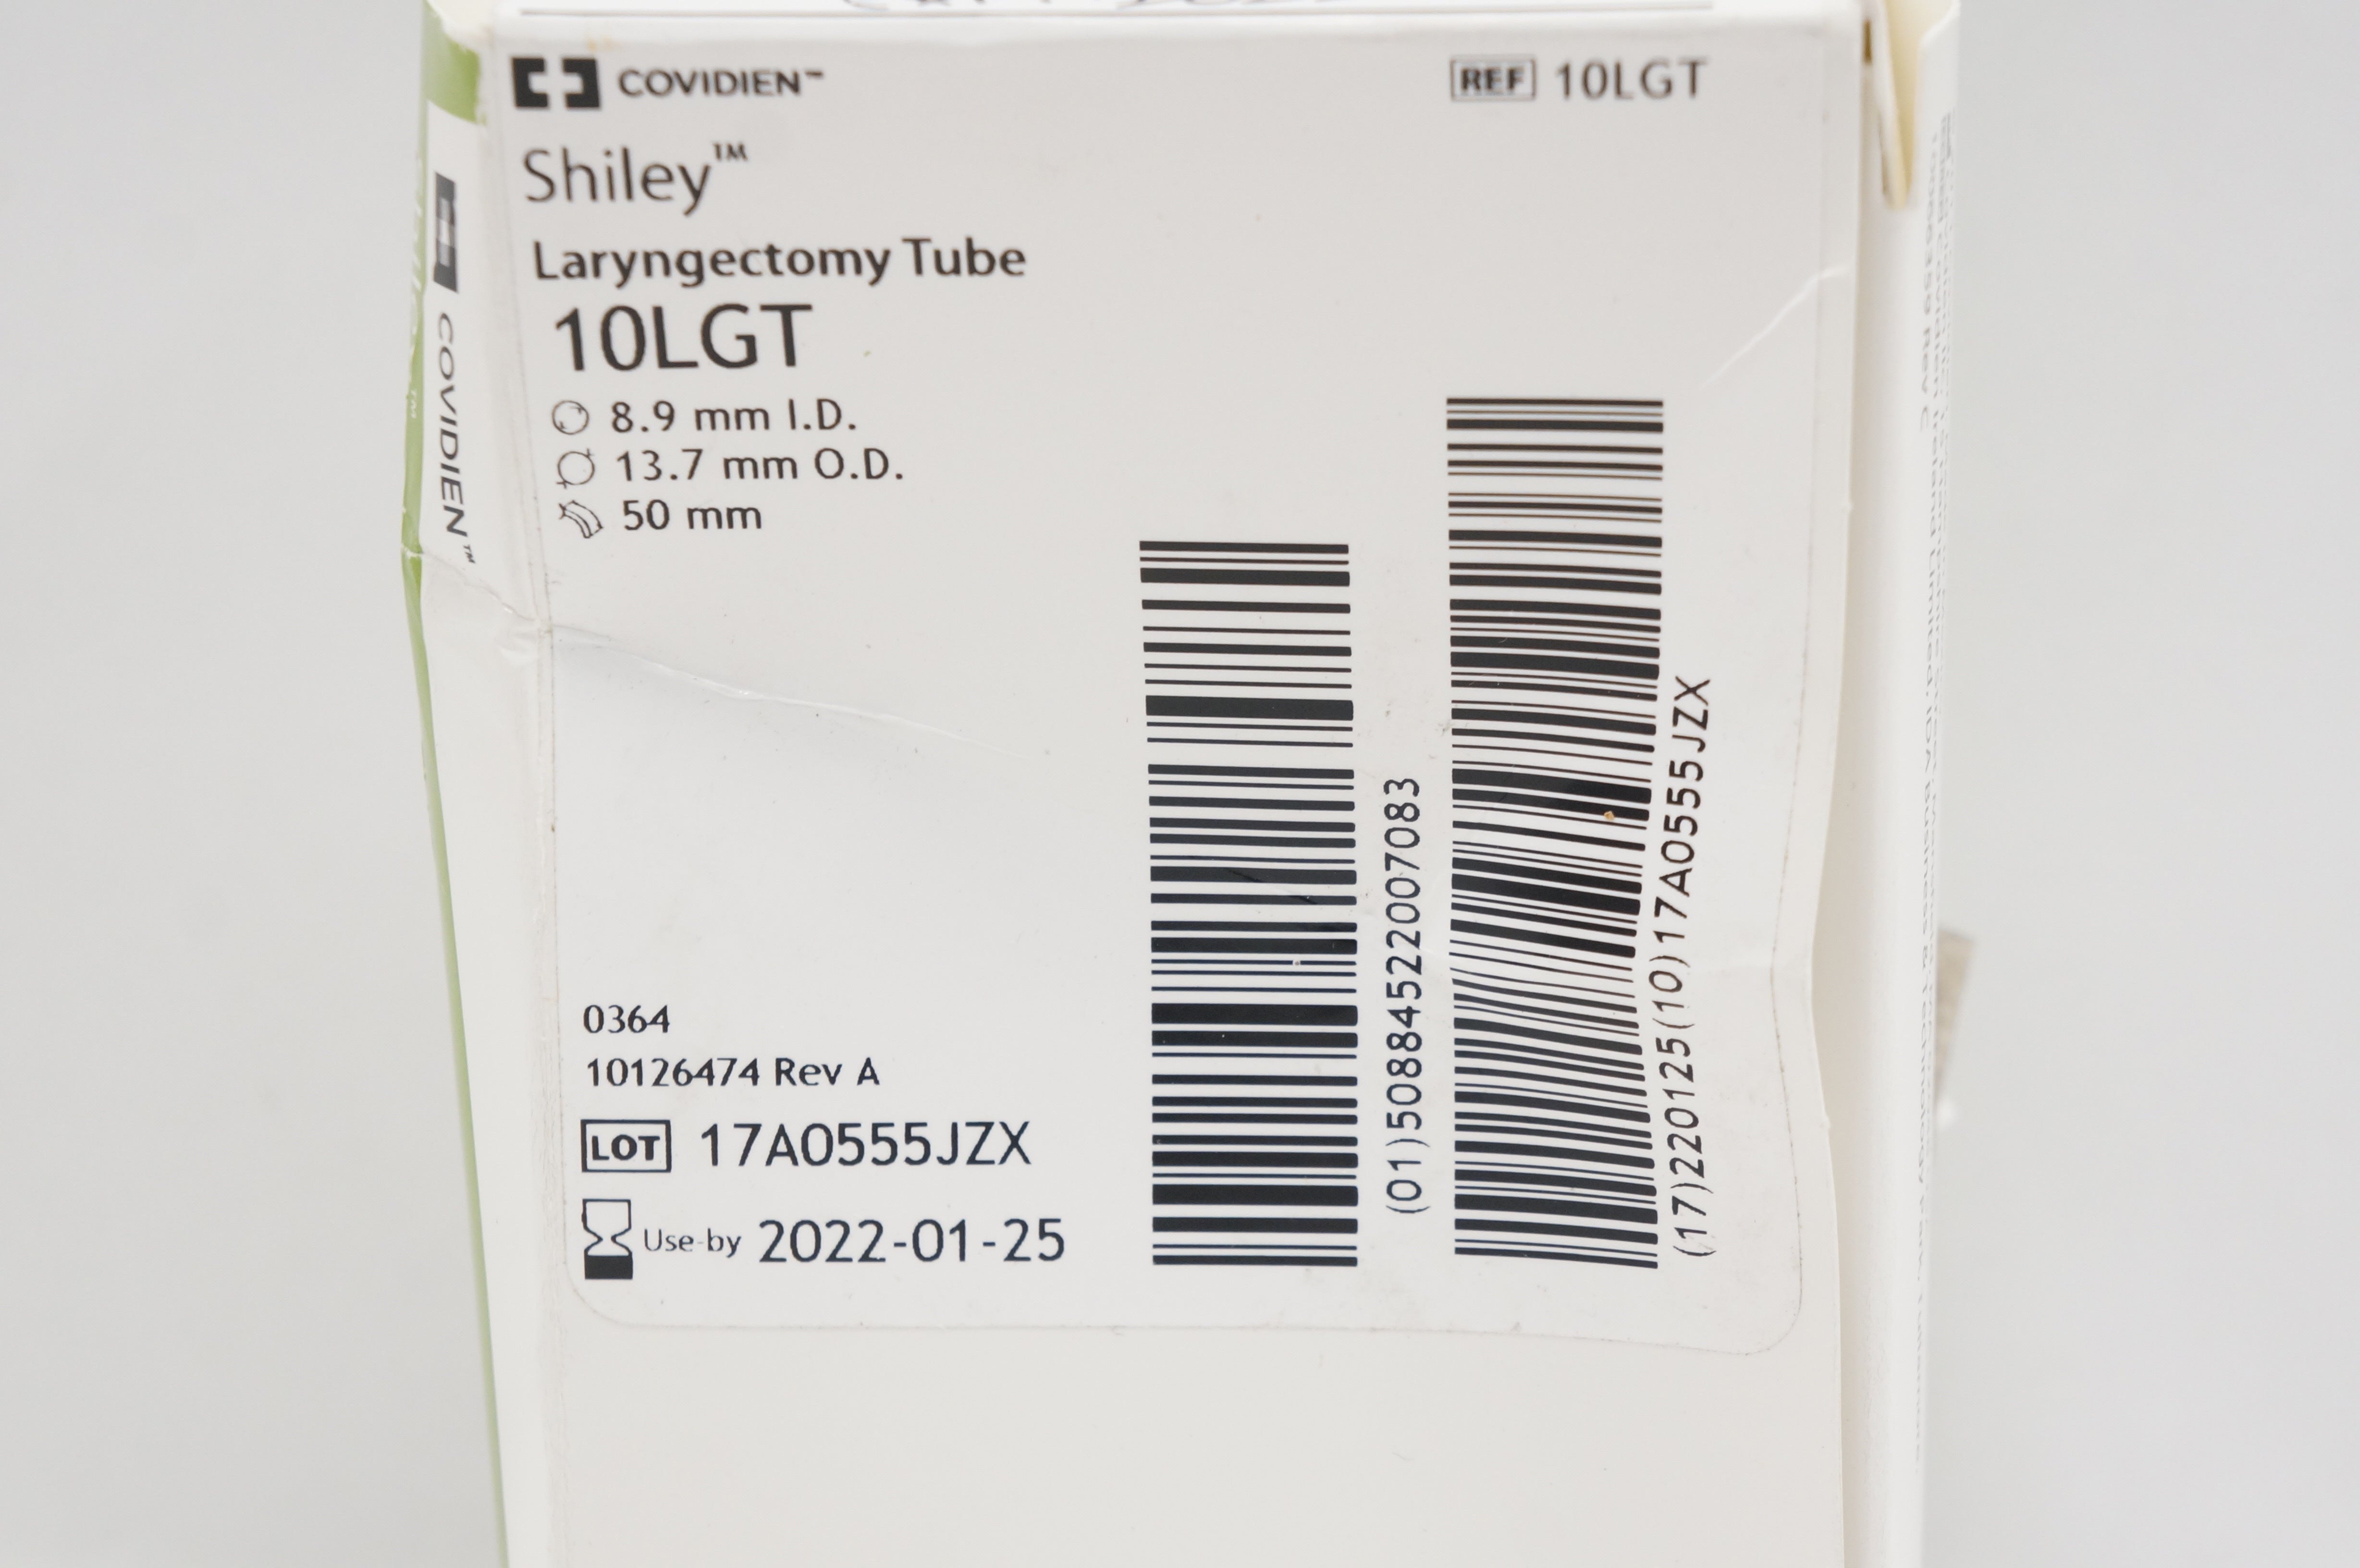 COVIDIEN™
REF 10LGT
Shiley™
Laryngectomy Tube
10LGT
8.9 mm I.D.
13.7 mm O.D.
50 mm
0364
10126474 Rev A
LOT 17A0555JZX
Use-by 2022-01-25
(01)50884522007083
(17)220125(10)17A0555JZX
COVIDIEN™